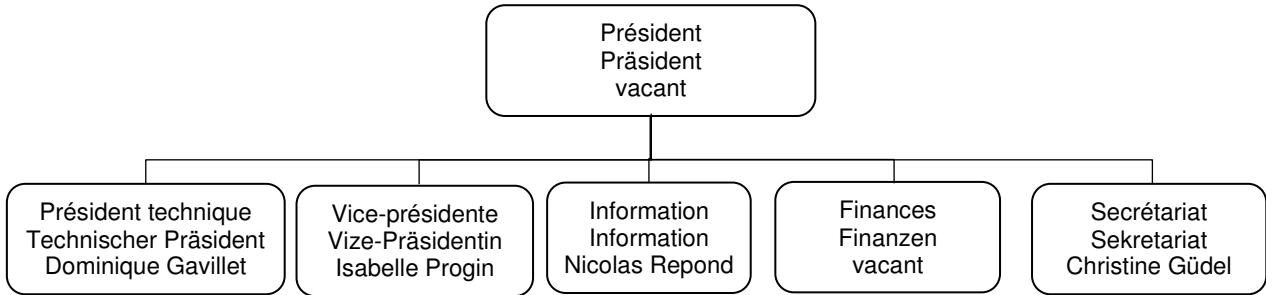 Président
Präsident
vacant
Président technique
Technischer Präsident
Dominique Gavillet
Vice-présidente
Vize-Präsidentin
Isabelle Progin
Information
Information
Nicolas Repond
Finances
Finanzen
vacant
Secrétariat
Sekretariat
Christine Güdel